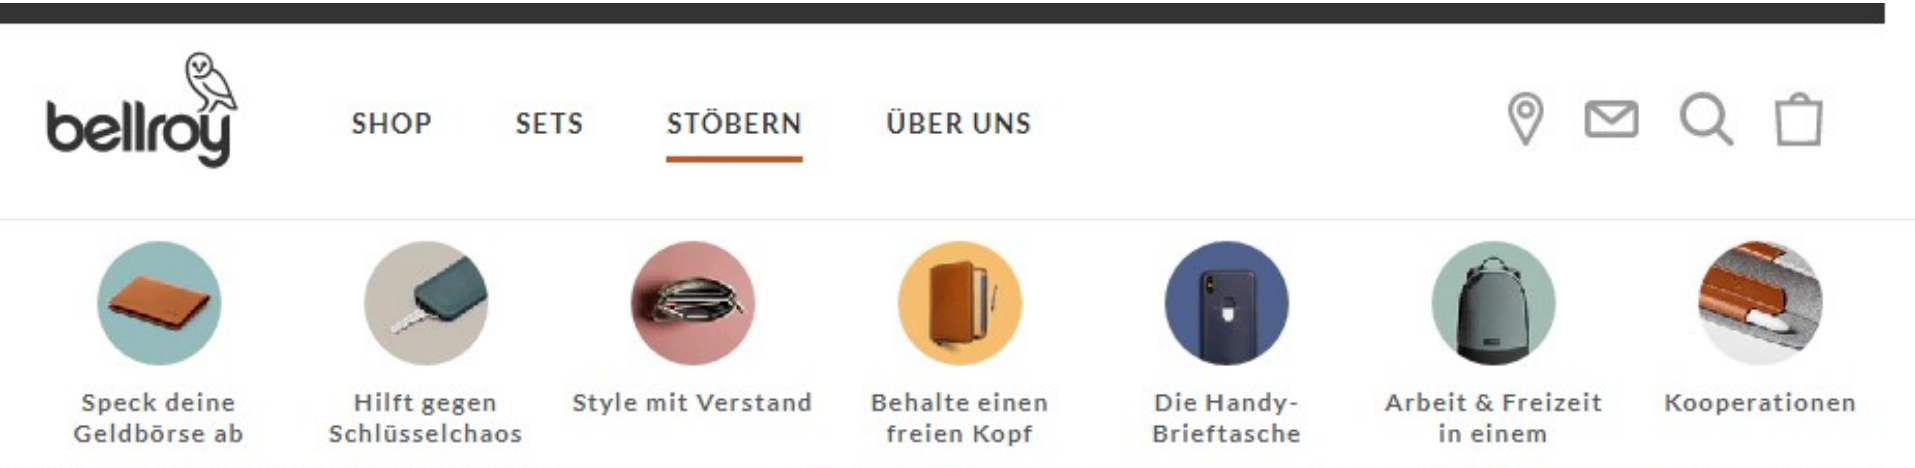 bellroy
SHOP
SETS
STÖBERN
ÜBER UNS
Speck deine
Geldbörse ab
Hilft gegen
Schlüsselchaos
Style mit Verstand
Behalte einen
freien Kopf
Die Handy-
Brieftasche
Arbeit & Freizeit
in einem
Kooperationen